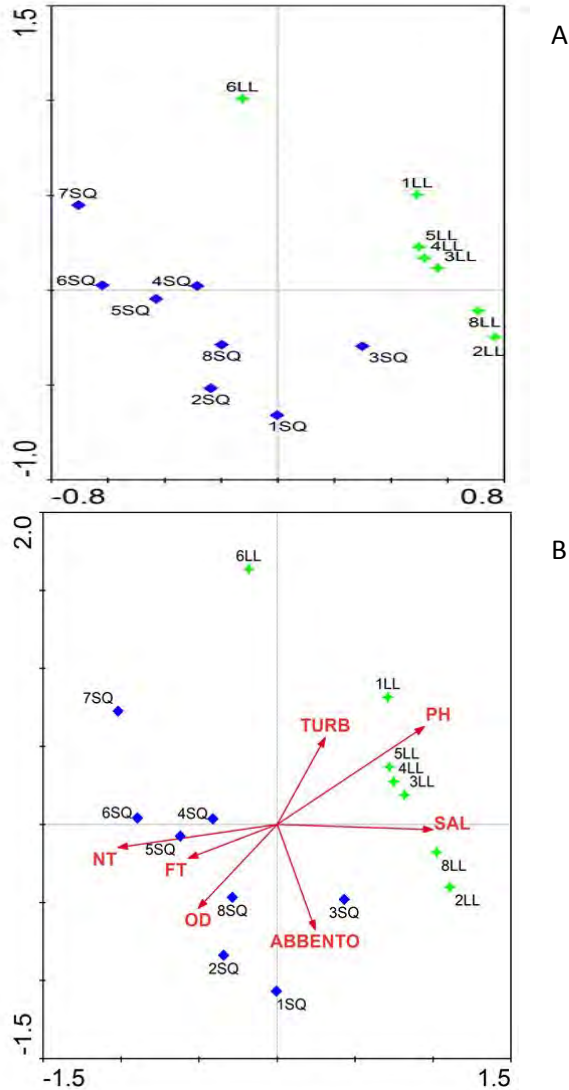 1.5
A
6LL
7SQ
1LL
5LL
4LL
3LL
6SQ
4SQ
5SQ
8LL
8SQ
3SQ
2LL
2SQ
1SQ
-1.0
-0.8
0.8
2.0
B
6LL
7SQ
1LL
TURB
PH
5LL
4LL
3LL
6SQ
4SQ
SAL
5SQ
NT
FT
8LL
OD
8SQ
3SQ
2LL
ABBENTO
2SQ
1SQ
-1.5
-1.5
1.5